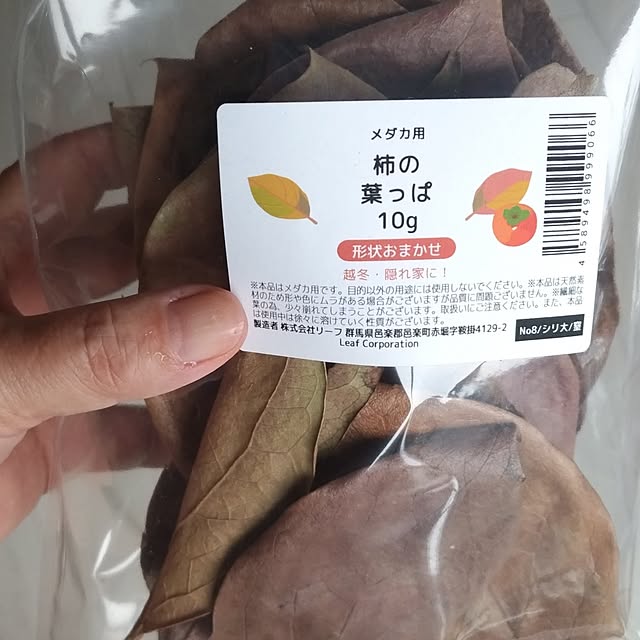 メダカ用
柿の
葉っぱ
10g
形状おまかせ
越冬・隠れ家に！
※本品はメダカ用です。目的以外の用途には使用しないでください。※本品は天然素
材のため形や色にムラがある場合がございますが品質に問題ございません。※繊細な
葉の為、少々崩れてしまうことがございます。取扱いにご注意ください。また、本品
は使用中は徐々に溶けていく性質がございます。
製造者 株式会社リーフ 群馬県邑楽郡邑楽町赤堀字鞍掛4129-2
Leaf Corporation
No8/シリ大/窒
4589498999066